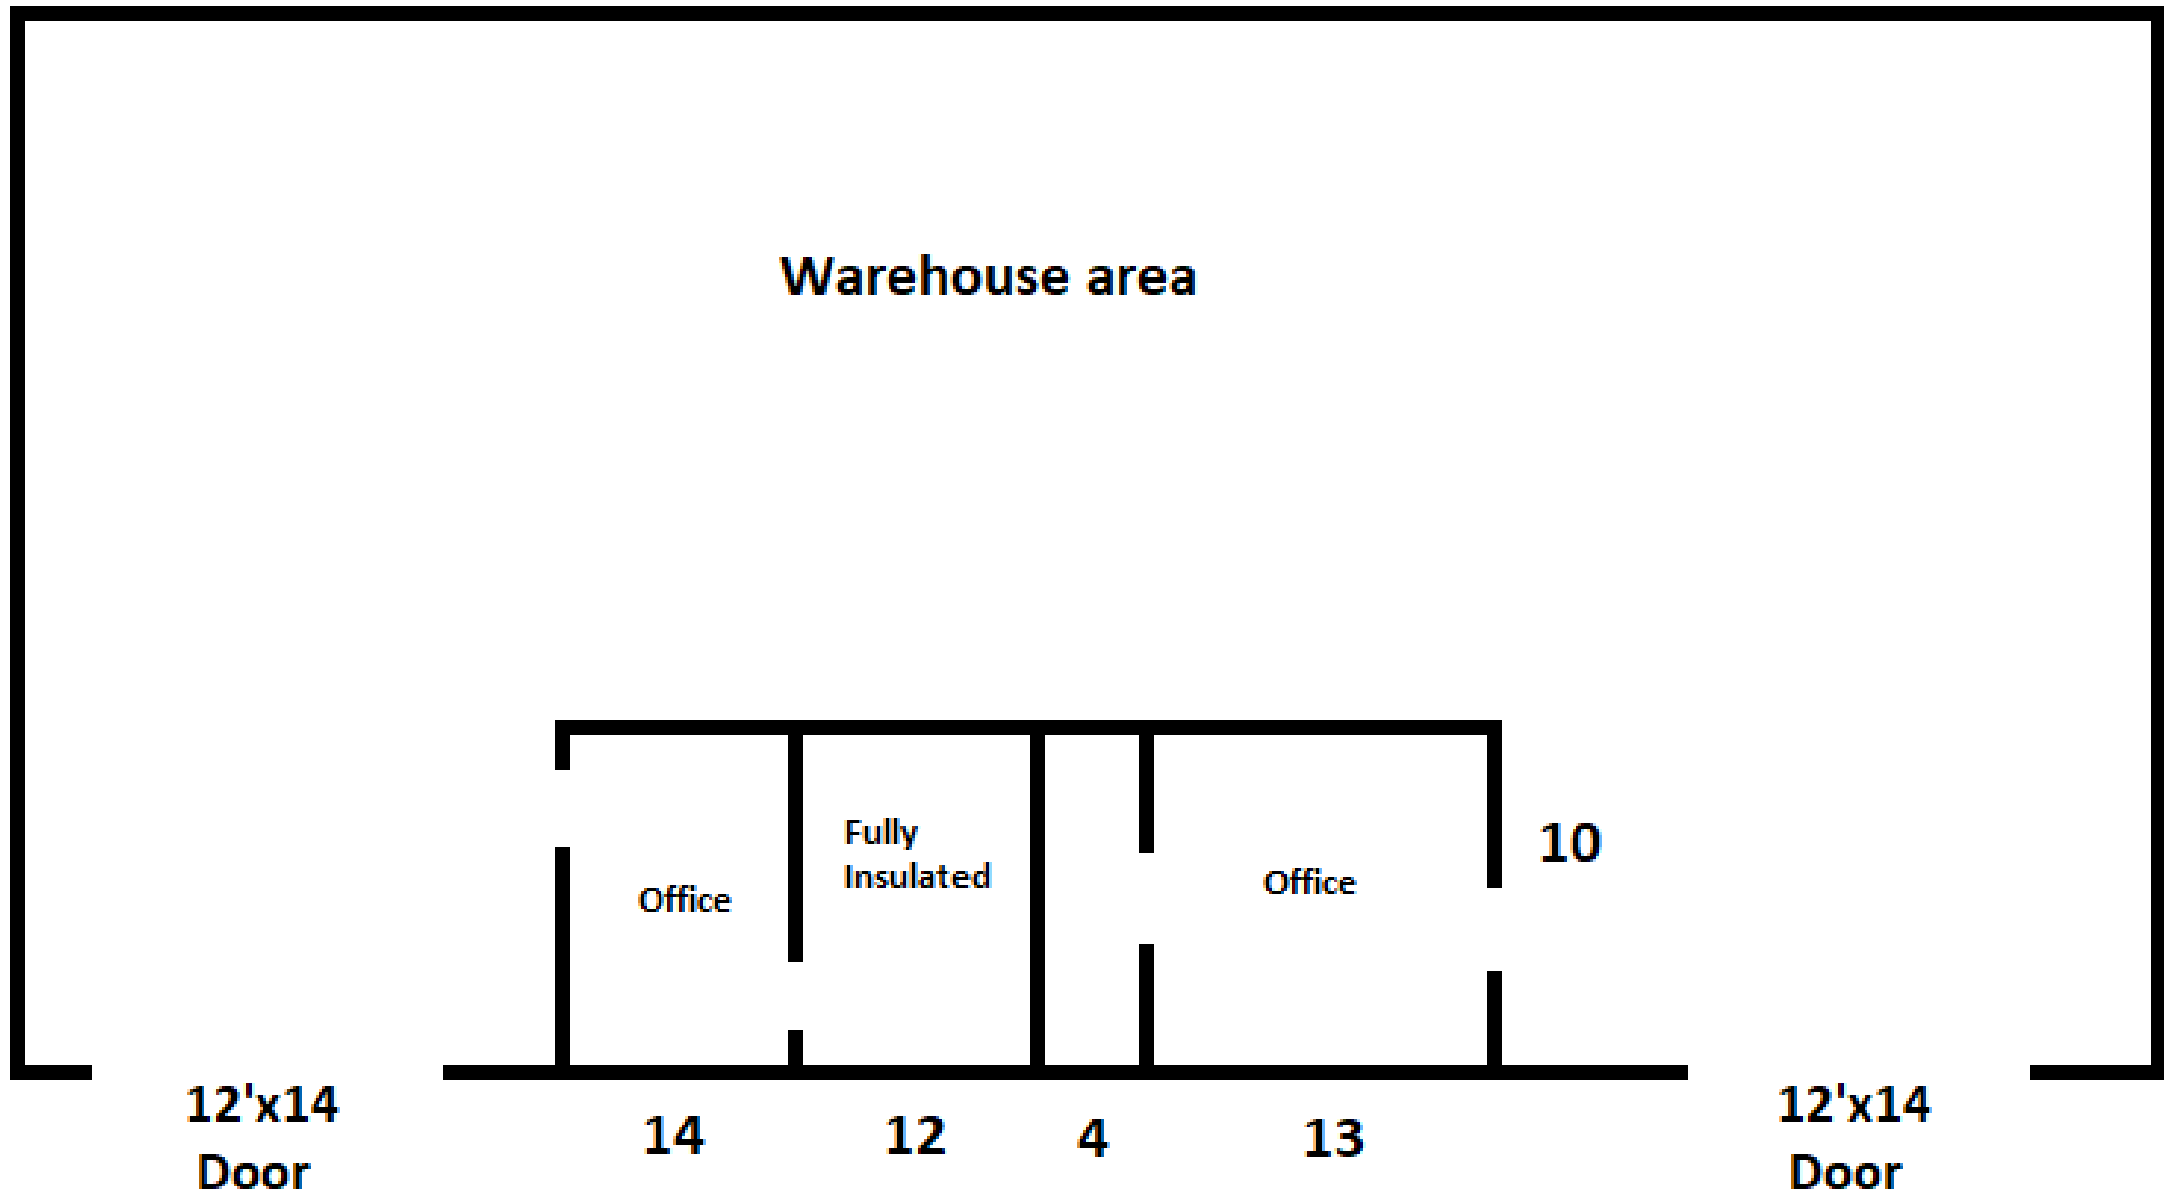 Warehouse area
Fully
Insulated
Office
Office
10
12'x14
Door
14
12
4
13
12'x14
Door